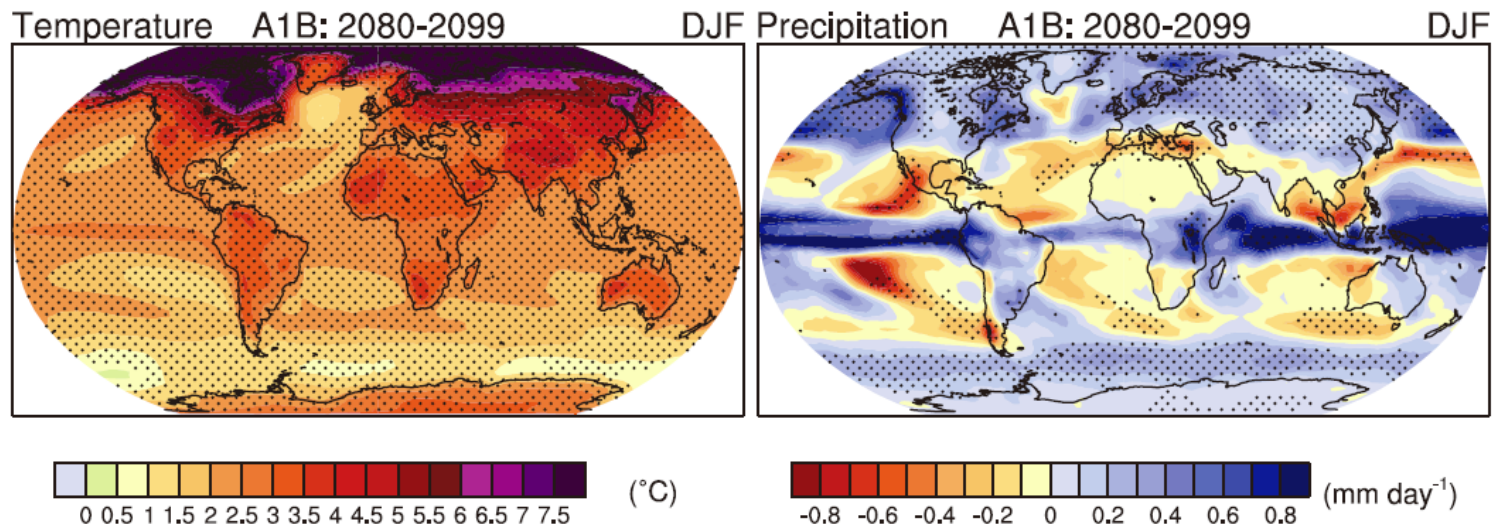 Temperature A1B: 2080-2099 DJF
Precipitation A1B: 2080-2099 DJF
0 0.5 1 1.5 2 2.5 3 3.5 4 4.5 5 5.5 6 6.5 7 7.5
(°C)
-0.8 -0.6 -0.4 -0.2 0 0.2 0.4 0.6 0.8
(mm day⁻¹)